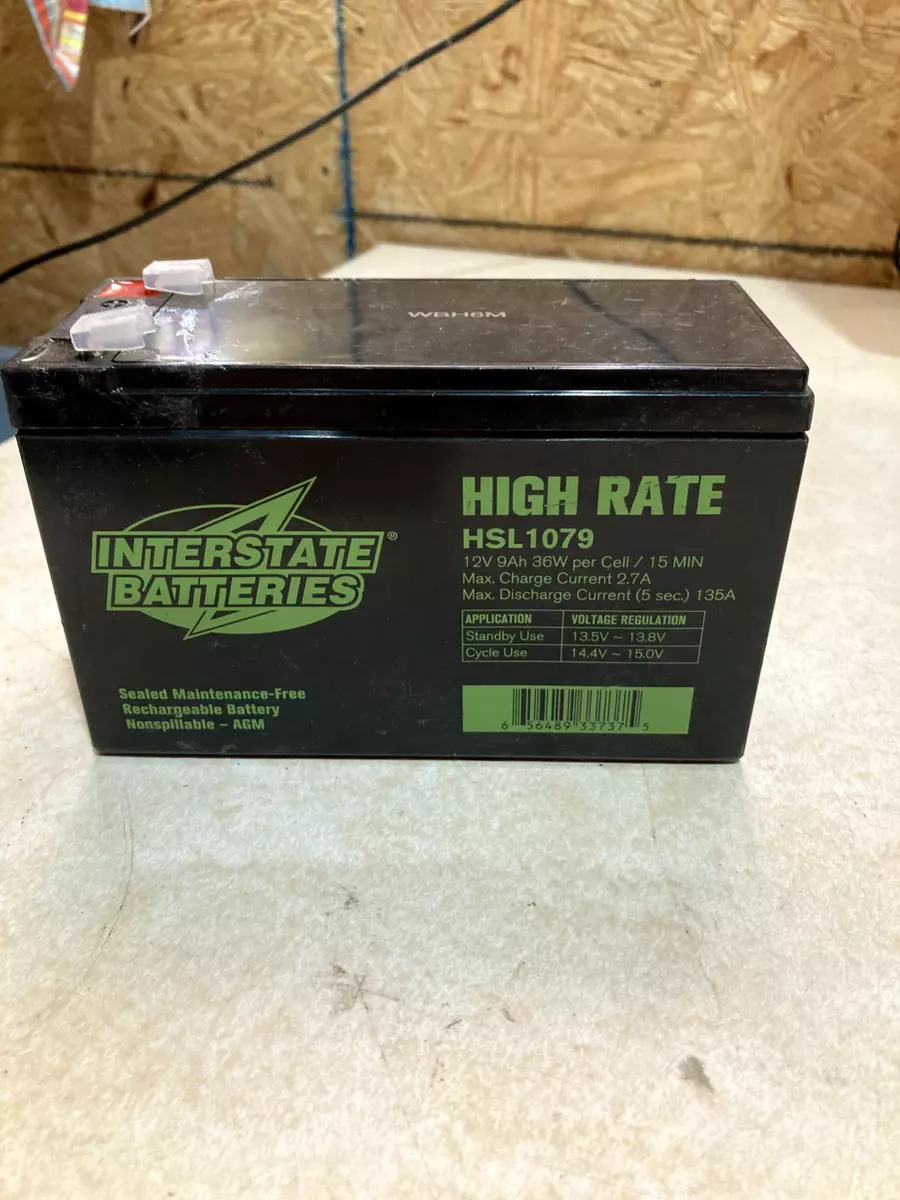 WBH6M
INTERSTATE®
BATTERIES
Sealed Maintenance-Free
Rechargeable Battery
Nonspillable – AGM
HIGH RATE
HSL1079
12V 9Ah 36W per Cell / 15 MIN
Max. Charge Current 2.7A
Max. Discharge Current (5 sec.) 135A
APPLICATION VOLTAGE REGULATION
Standby Use 13.5V ~ 13.8V
Cycle Use 14.4V ~ 15.0V
6 56489 33737 5